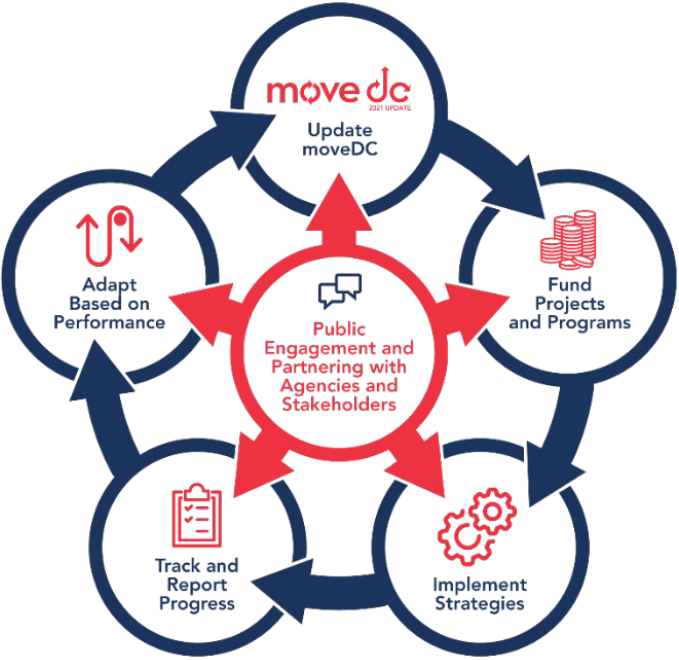 move dc
2021 UPDATE
Update
moveDC
Fund
Projects
and Programs
Implement
Strategies
Track and
Report
Progress
Adapt
Based on
Performance
Public
Engagement and
Partnering with
Agencies and
Stakeholders